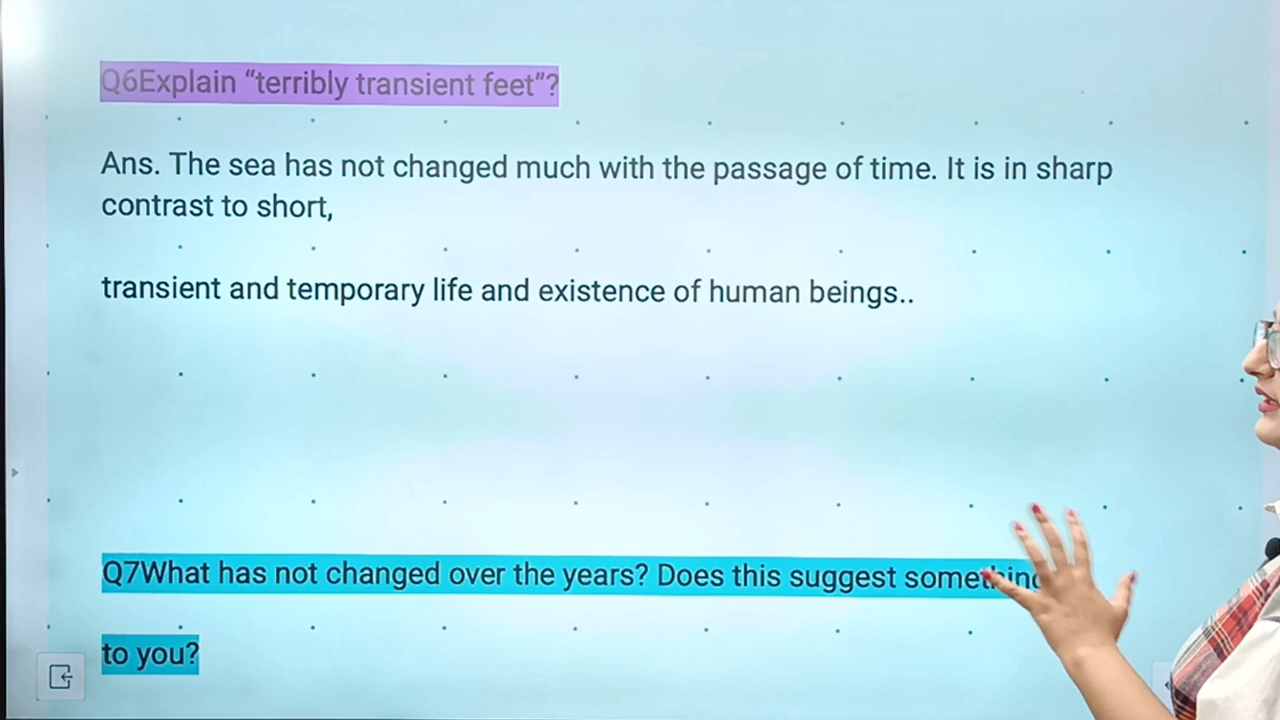 Q6Explain “terribly transient feet”?
Ans. The sea has not changed much with the passage of time. It is in sharp
contrast to short,
transient and temporary life and existence of human beings..
Q7What has not changed over the years? Does this suggest
to you?